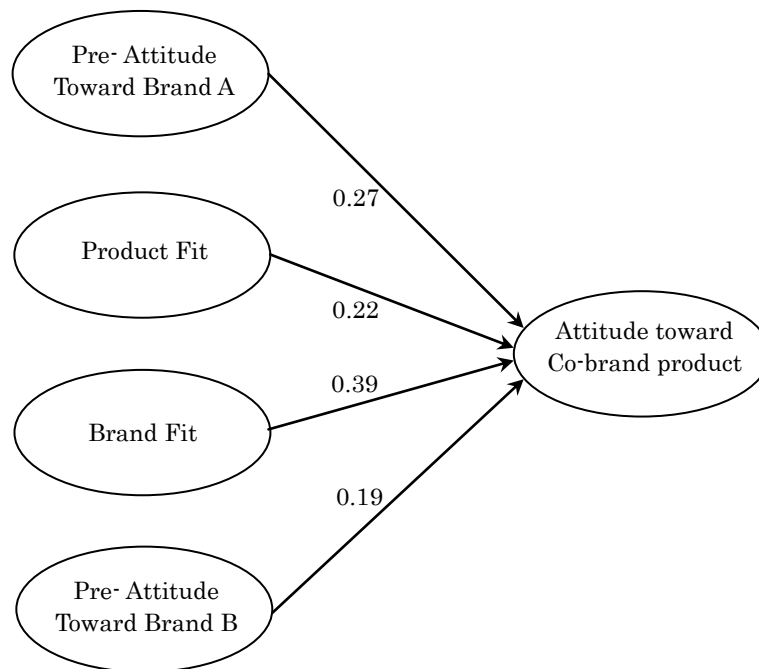 Pre- Attitude
Toward Brand A
0.27
Product Fit
0.22
Attitude toward
Co-brand product
0.39
Brand Fit
0.19
Pre- Attitude
Toward Brand B